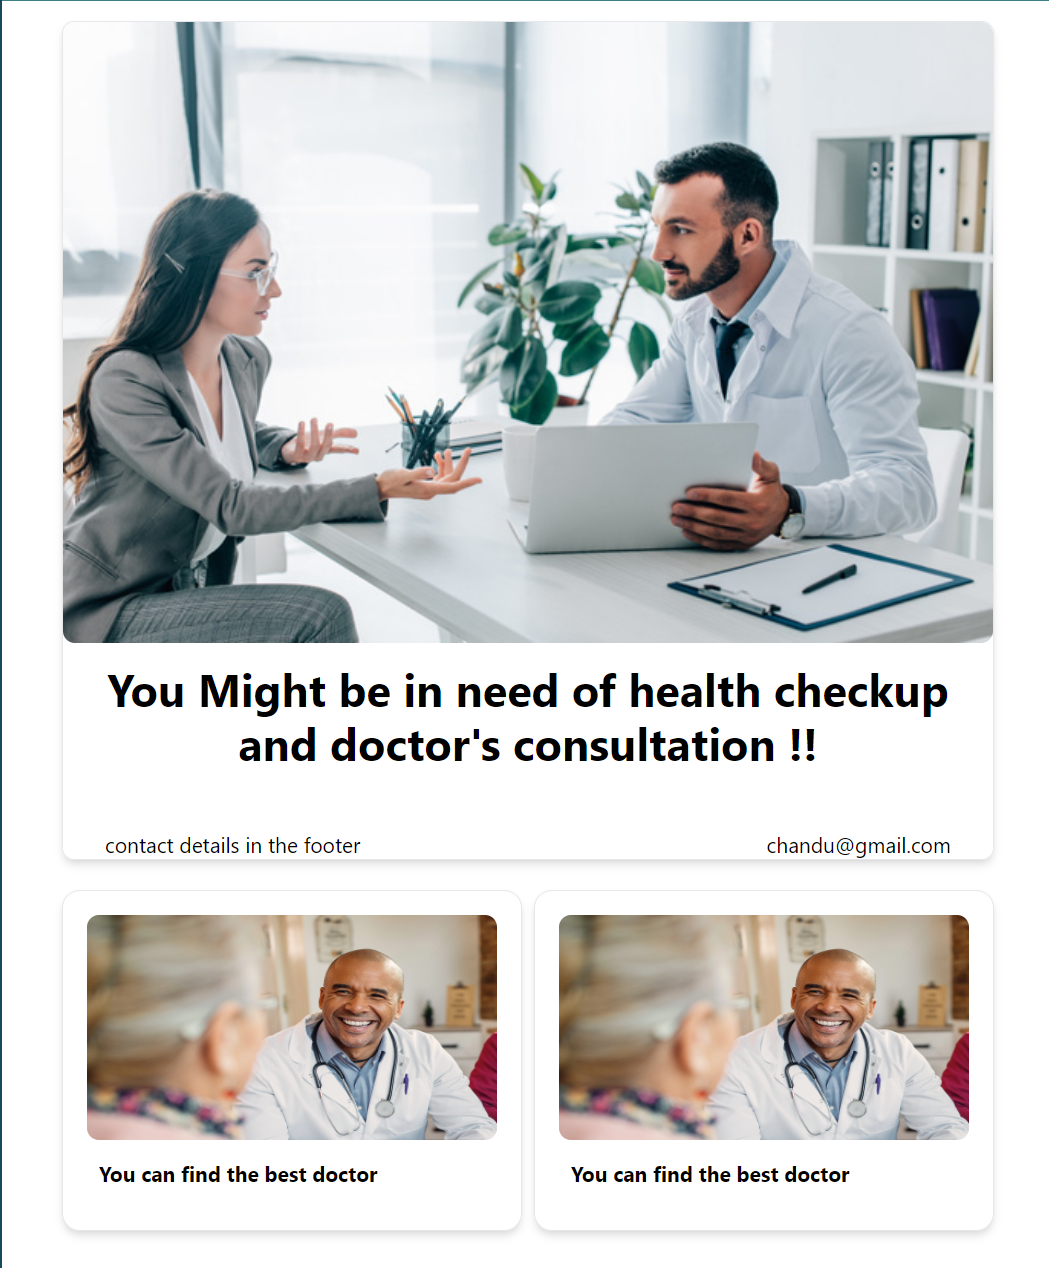 You Might be in need of health checkup
and doctor's consultation !!
contact details in the footer
chandu@gmail.com
You can find the best doctor
You can find the best doctor